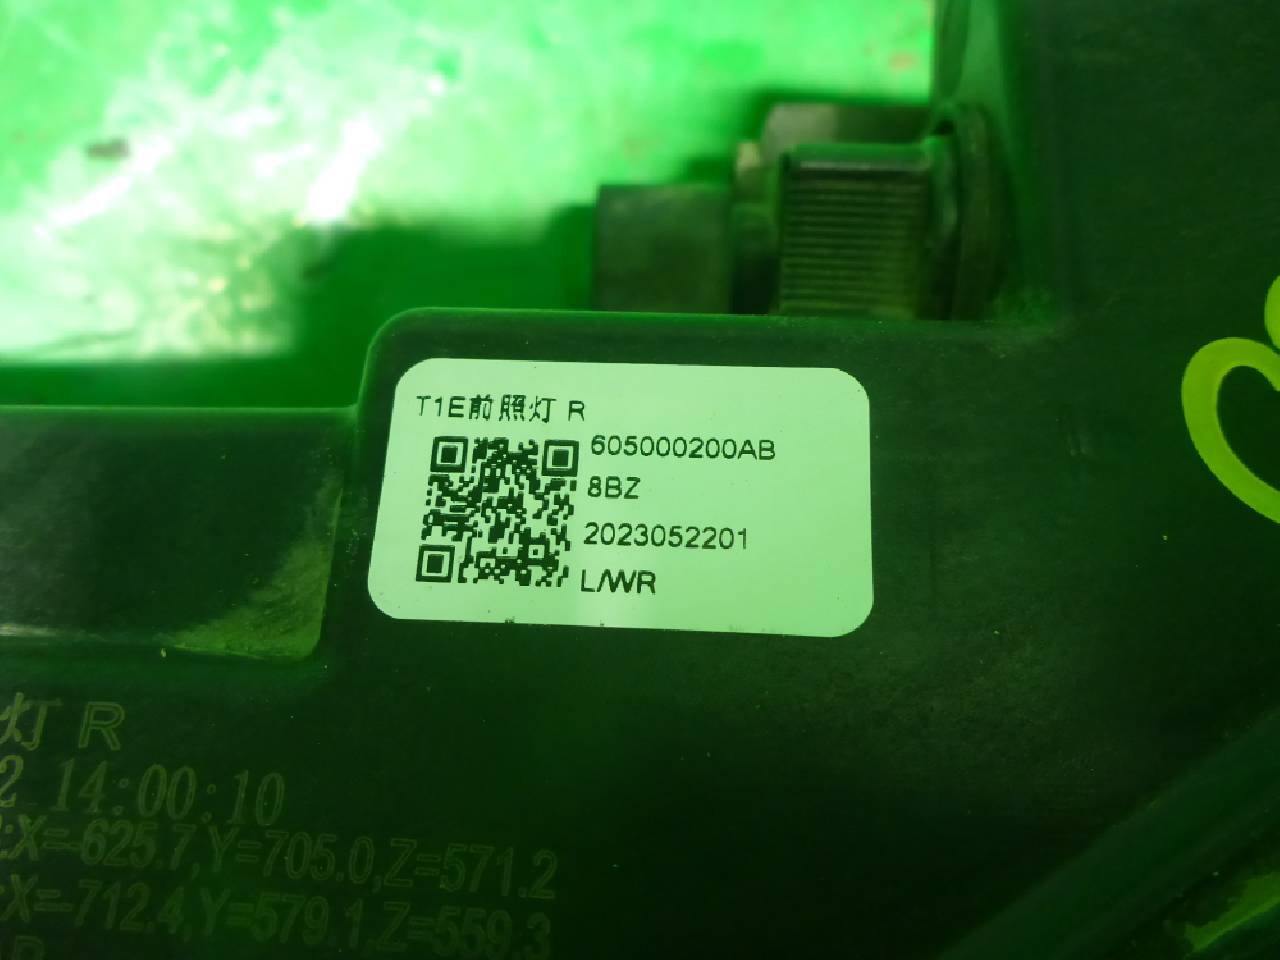 T1E前照灯 R
605000200AB
8BZ
2023052201
L/WR
灯 R
2 14:00:10
:X=-625.7,Y=705.0,Z=571.2
:X=-712.4,Y=579.1,Z=559.3